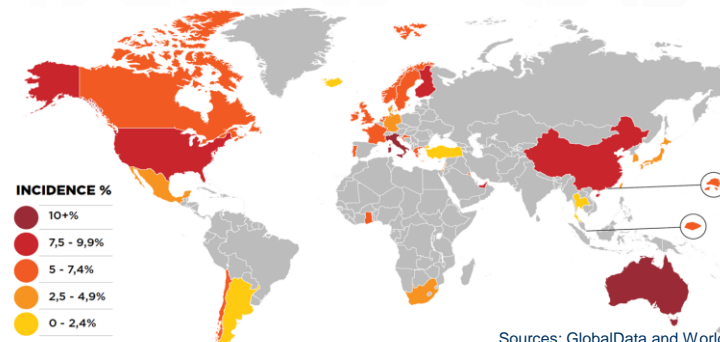 INCIDENCE %
10+%
7,5 - 9,9%
5 - 7,4%
2,5 - 4,9%
0 - 2,4%
Sources: GlobalData and Worl